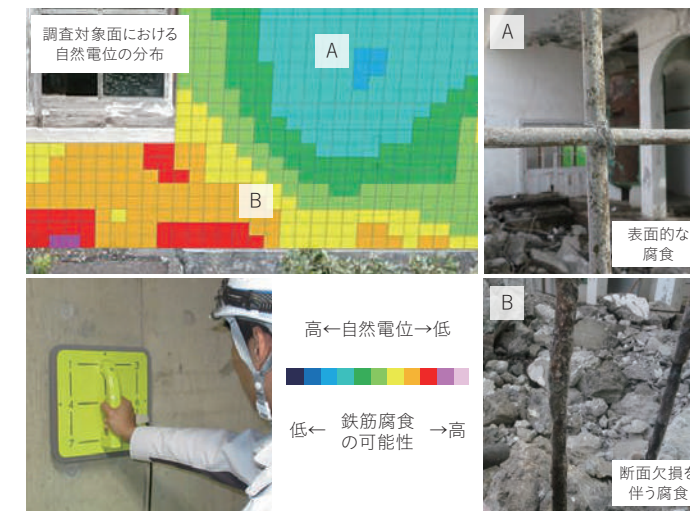 調査対象面における
自然電位の分布
A
B
A
表面的な
腐食
高←自然電位→低
低← 鉄筋腐食 →高
の可能性
B
断面欠損を
伴う腐食